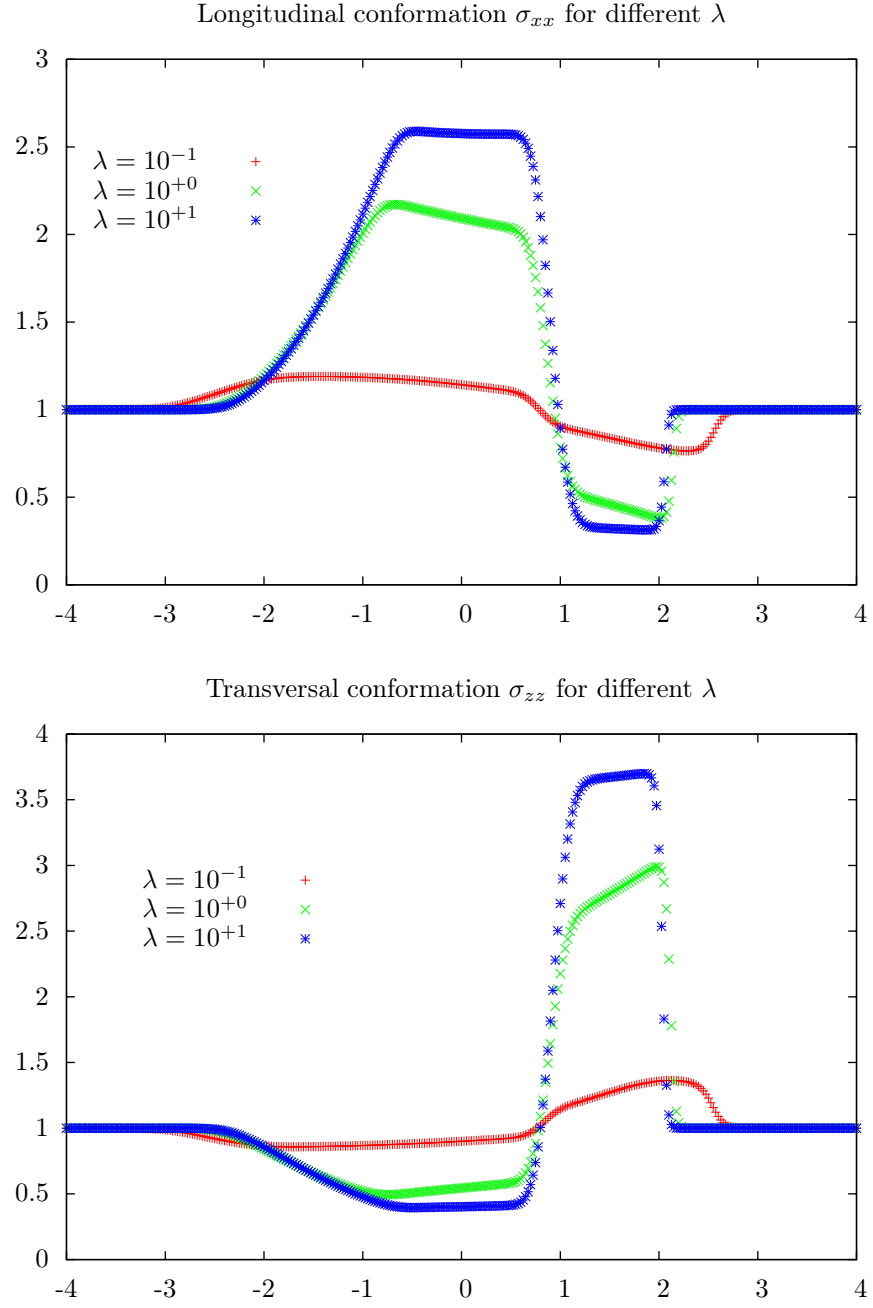 Longitudinal conformation σ_xx for different λ
3
2.5
2
1.5
1
0.5
0
λ = 10^−1
λ = 10^+0
λ = 10^+1
-4 -3 -2 -1 0 1 2 3 4
Transversal conformation σ_zz for different λ
4
3.5
3
2.5
2
1.5
1
0.5
0
λ = 10^−1
λ = 10^+0
λ = 10^+1
-4 -3 -2 -1 0 1 2 3 4